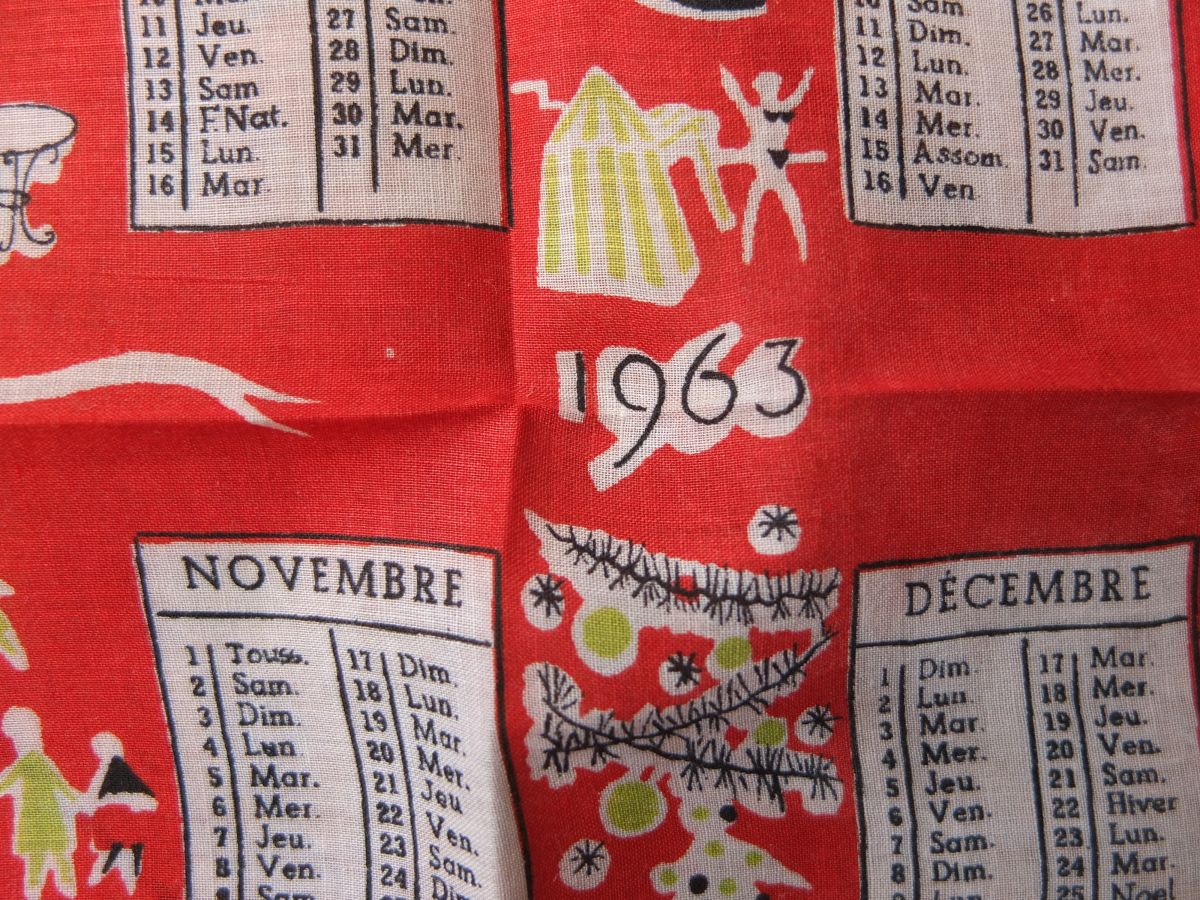 11 Jeu. 27 Sam.
12 Ven. 28 Dim.
13 Sam 29 Lun.
14 F.Nat. 30 Mar.
15 Lun. 31 Mer.
16 Mar.
10 Sam. 26 Lun.
11 Dim. 27 Mar.
12 Lun. 28 Mer.
13 Mar. 29 Jeu.
14 Mer. 30 Ven.
15 Assom. 31 Sam.
16 Ven
1963
NOVEMBRE
1 Touss. 17 Dim.
2 Sam. 18 Lun.
3 Dim. 19 Mar.
4 Lun 20 Mer.
5 Mar. 21 Jeu
6 Mer. 22 Ven.
7 Jeu. 23 Sam.
8 Ven. 24
DÉCEMBRE
1 Dim. 17 Mar.
2 Lun 18 Mer.
3 Mar 19 Jeu.
4 Mer. 20 Ven.
5 Jeu. 21 Sam.
6 Ven. 22 Hiver
7 Sam. 23 Lun.
8 Dim. 24 Mar.
25 Noel